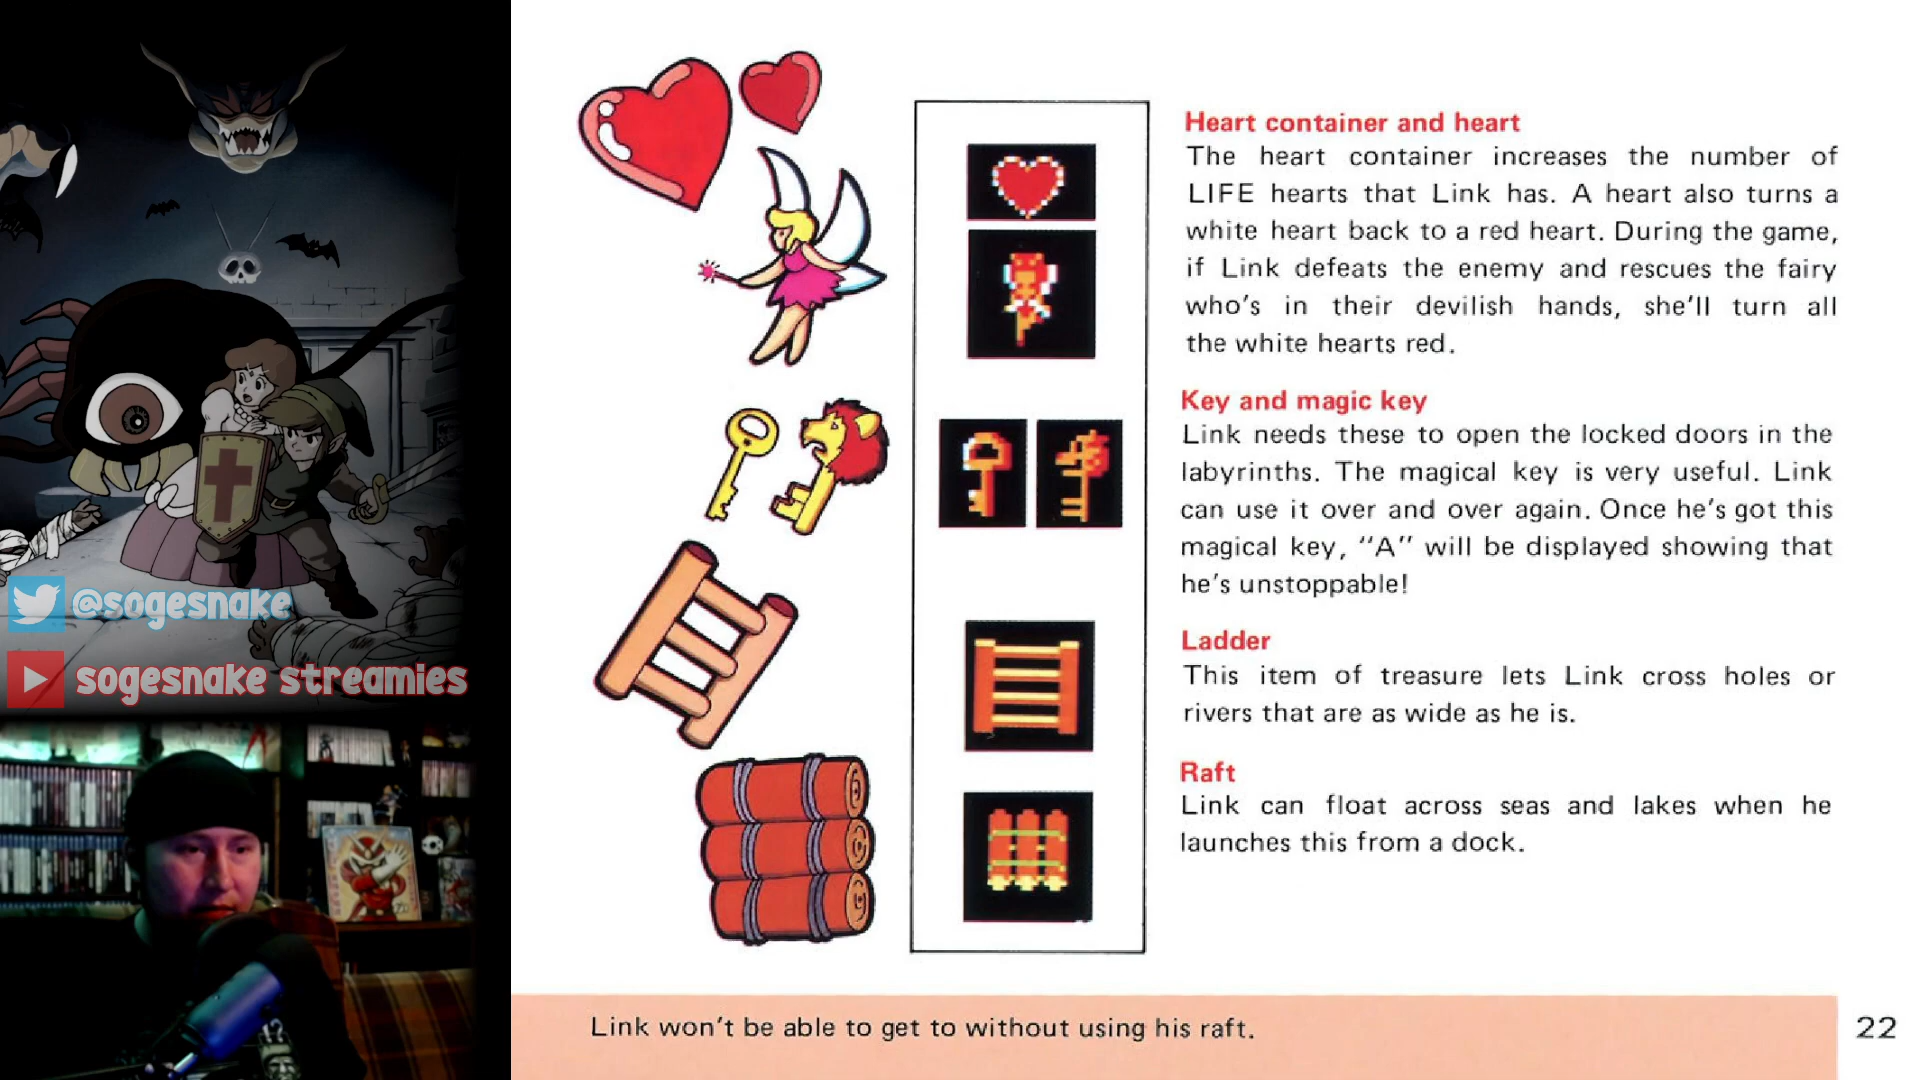 @sogesnake
sogesnake streamies
Heart container and heart
The heart container increases the number of
LIFE hearts that Link has. A heart also turns a
white heart back to a red heart. During the game,
if Link defeats the enemy and rescues the fairy
who's in their devilish hands, she'll turn all
the white hearts red.
Key and magic key
Link needs these to open the locked doors in the
labyrinths. The magical key is very useful. Link
can use it over and over again. Once he's got this
magical key, "A" will be displayed showing that
he's unstoppable!
Ladder
This item of treasure lets Link cross holes or
rivers that are as wide as he is.
Raft
Link can float across seas and lakes when he
launches this from a dock.
Link won't be able to get to without using his raft.
22